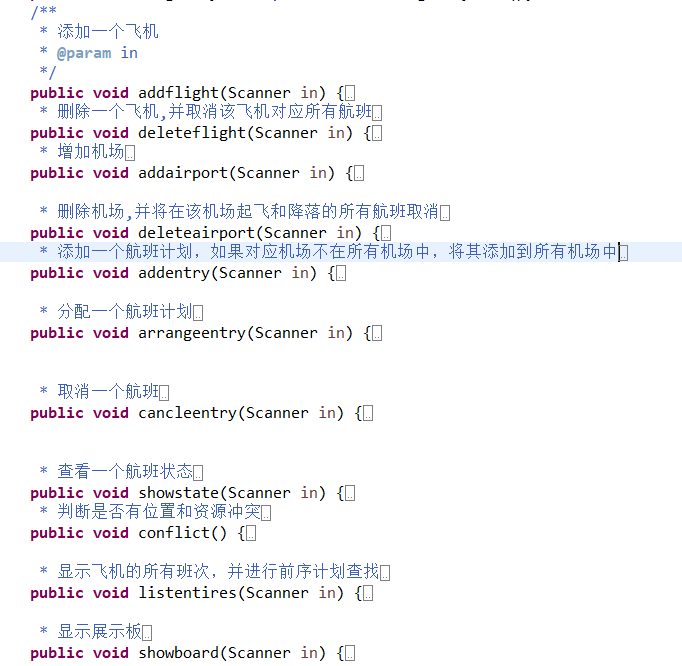 /**
* 添加一个飞机
* @param in
*/
public void addflight(Scanner in) {
* 删除一个飞机,并取消该飞机对应所有航班
public void deleteflight(Scanner in) {
* 增加机场
public void addairport(Scanner in) {
* 删除机场,并将在该机场起飞和降落的所有航班取消
public void deleteairport(Scanner in) {
* 添加一个航班计划，如果对应机场不在所有机场中，将其添加到所有机场中
public void addentry(Scanner in) {
* 分配一个航班计划
public void arrangeentry(Scanner in) {
* 取消一个航班
public void cancleentry(Scanner in) {
* 查看一个航班状态
public void showstate(Scanner in) {
* 判断是否有位置和资源冲突
public void conflict() {
* 显示飞机的所有班次，并进行前序计划查找
public void listentires(Scanner in) {
* 显示展示板
public void showboard(Scanner in) {